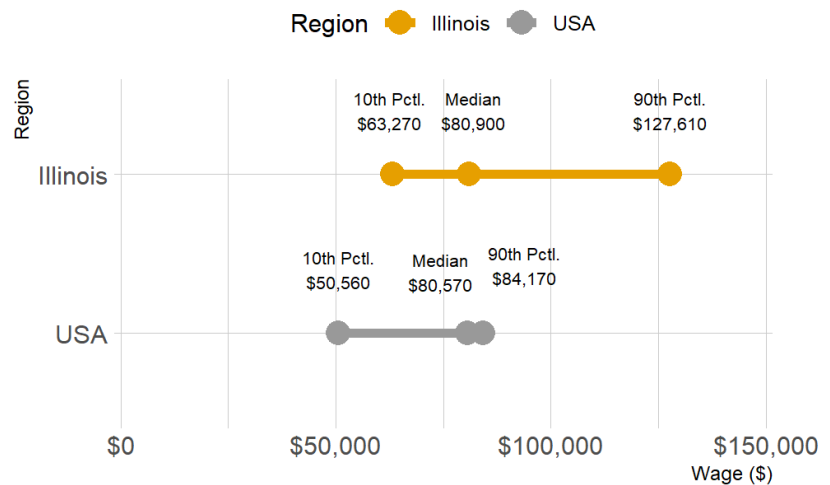 Region Illinois USA
Region
10th Pctl. Median 90th Pctl.
$63,270 $80,900 $127,610
Illinois
10th Pctl. Median 90th Pctl.
$50,560 $80,570 $84,170
USA
$0 $50,000 $100,000 $150,000
Wage ($)